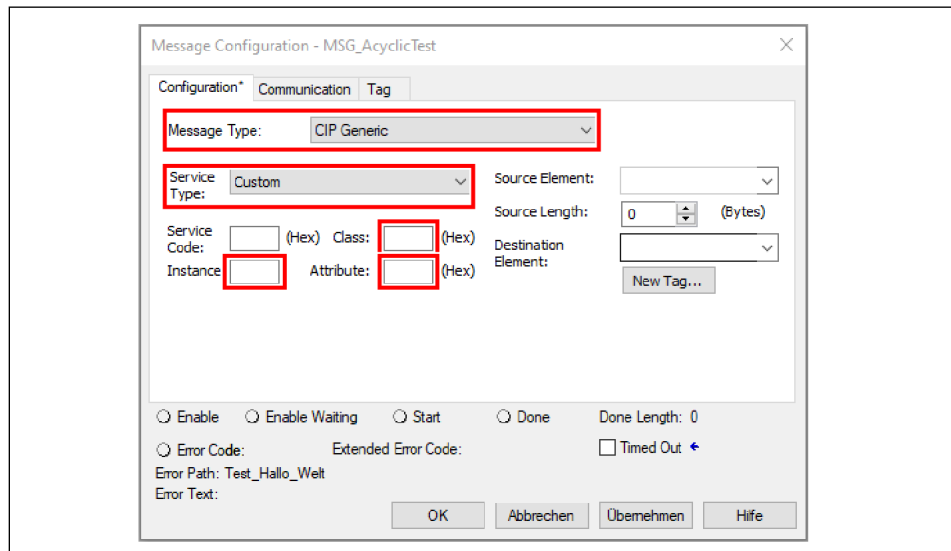 Message Configuration - MSG_AcyclicTest
Configuration* Communication Tag
Message Type: CIP Generic
Service Type: Custom
Service Code: (Hex) Class: (Hex)
Instance Attribute: (Hex)
Source Element:
Source Length: 0 (Bytes)
Destination Element:
New Tag...
Enable Enable Waiting Start Done Done Length: 0
Error Code: Extended Error Code: Timed Out
Error Path: Test_Hallo_Welt
Error Text:
OK Abbrechen Übernehmen Hilfe